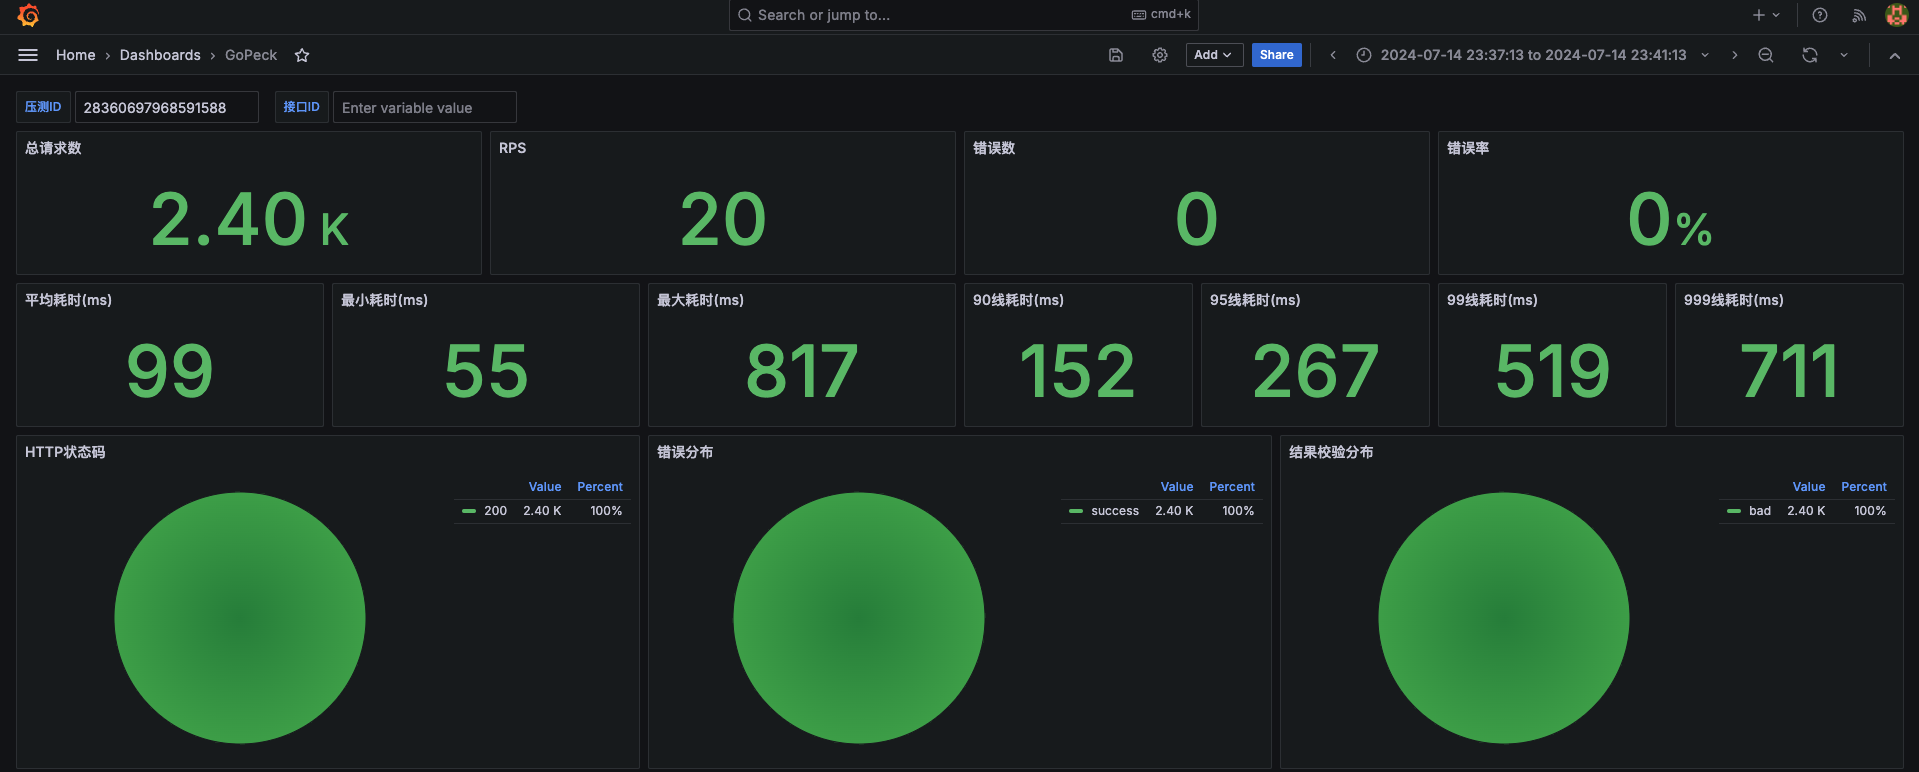 Search or jump to... cmd+k
Home › Dashboards › GoPeck Add Share 2024-07-14 23:37:13 to 2024-07-14 23:41:13
压测ID 28360697968591588 接口ID Enter variable value
总请求数 RPS 错误数 错误率
2.40 K 20 0 0%
平均耗时(ms) 最小耗时(ms) 最大耗时(ms) 90线耗时(ms) 95线耗时(ms) 99线耗时(ms) 999线耗时(ms)
99 55 817 152 267 519 711
HTTP状态码 错误分布 结果校验分布
Value Percent Value Percent Value Percent
200 2.40 K 100% success 2.40 K 100% bad 2.40 K 100%